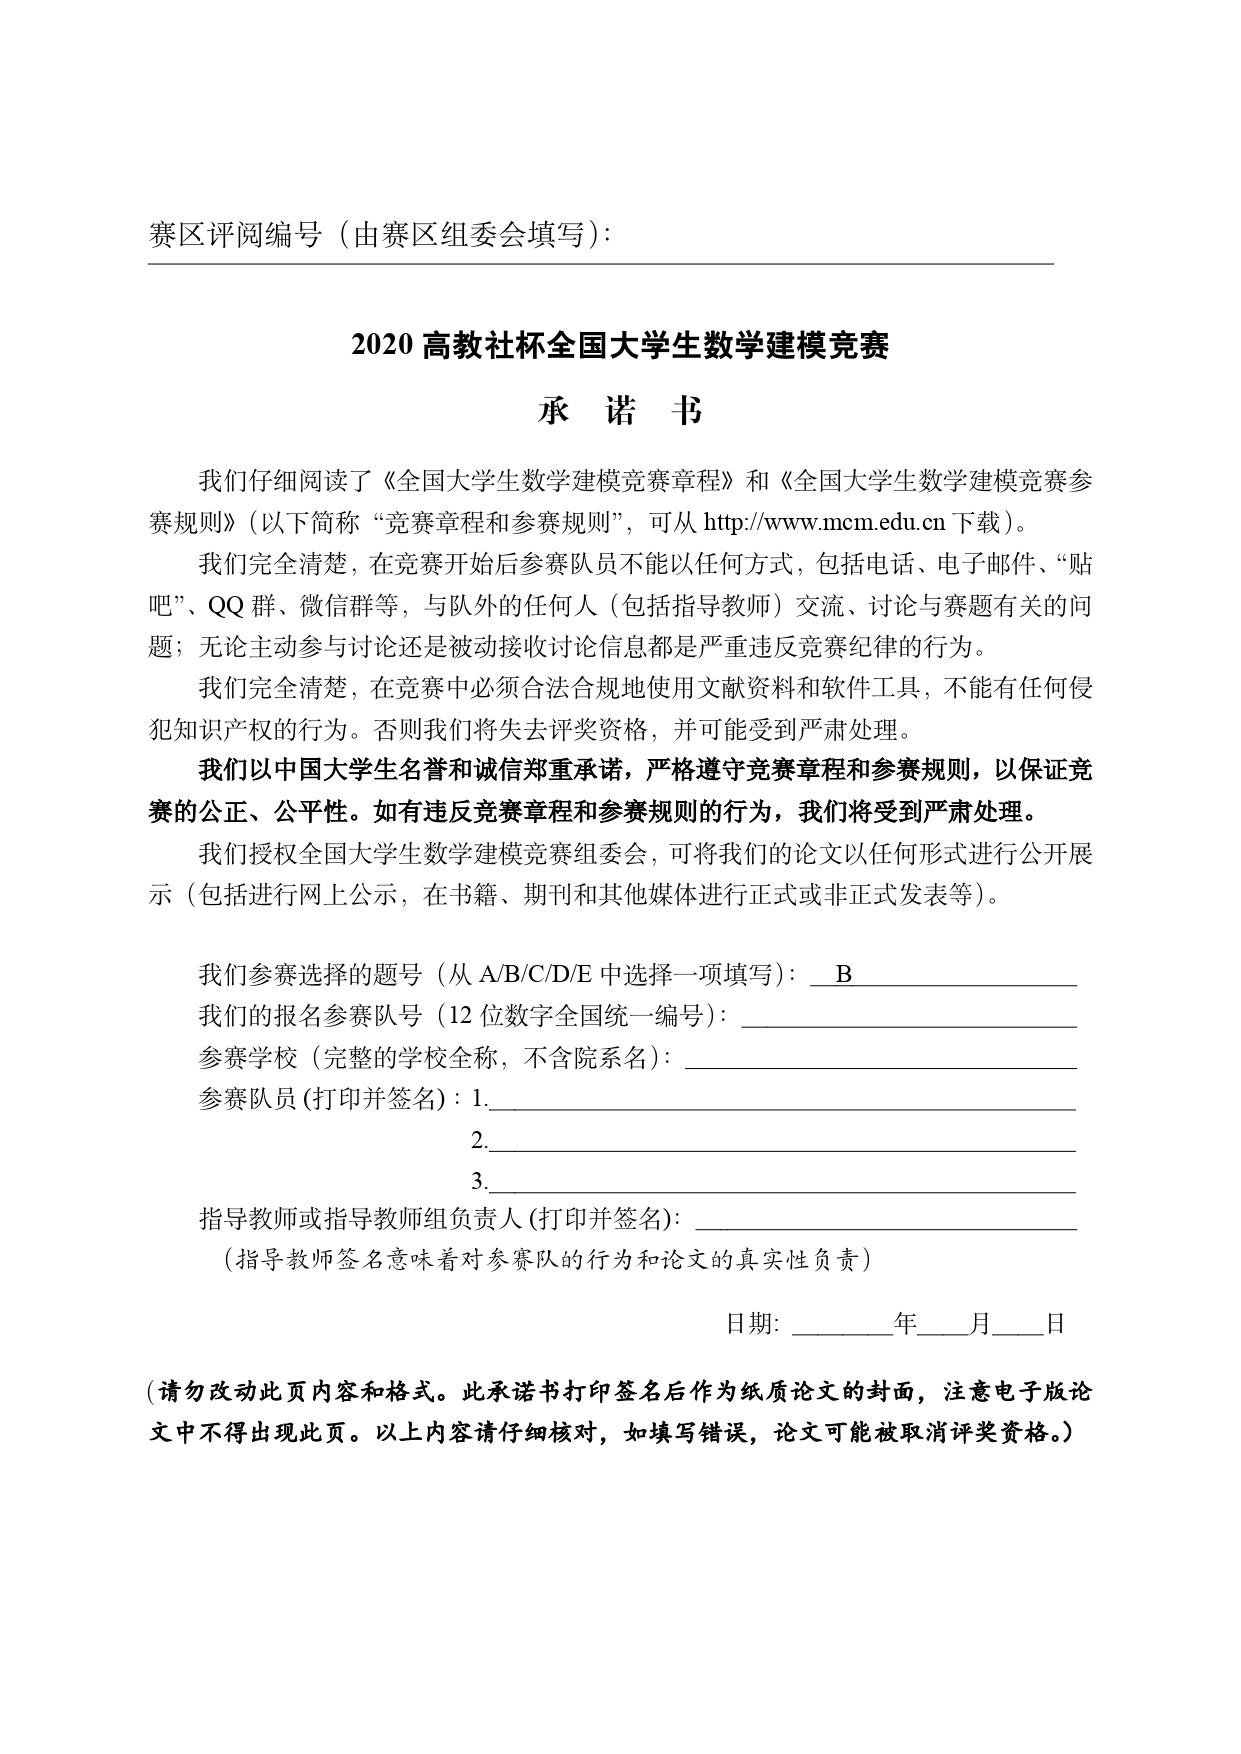 赛区评阅编号（由赛区组委会填写）：
2020 高教社杯全国大学生数学建模竞赛
承 诺 书
我们仔细阅读了《全国大学生数学建模竞赛章程》和《全国大学生数学建模竞赛参
赛规则》（以下简称 “竞赛章程和参赛规则”，可从 http://www.mcm.edu.cn 下载）。
我们完全清楚，在竞赛开始后参赛队员不能以任何方式，包括电话、电子邮件、“贴
吧”、QQ 群、微信群等，与队外的任何人（包括指导教师）交流、讨论与赛题有关的问
题；无论主动参与讨论还是被动接收讨论信息都是严重违反竞赛纪律的行为。
我们完全清楚，在竞赛中必须合法合规地使用文献资料和软件工具，不能有任何侵
犯知识产权的行为。否则我们将失去评奖资格，并可能受到严肃处理。
我们以中国大学生名誉和诚信郑重承诺，严格遵守竞赛章程和参赛规则，以保证竞
赛的公正、公平性。如有违反竞赛章程和参赛规则的行为，我们将受到严肃处理。
我们授权全国大学生数学建模竞赛组委会，可将我们的论文以任何形式进行公开展
示（包括进行网上公示，在书籍、期刊和其他媒体进行正式或非正式发表等）。
我们参赛选择的题号（从 A/B/C/D/E 中选择一项填写）： B
我们的报名参赛队号（12 位数字全国统一编号）：
参赛学校（完整的学校全称，不含院系名）：
参赛队员 (打印并签名) ：1.
2.
3.
指导教师或指导教师组负责人 (打印并签名)：
（指导教师签名意味着对参赛队的行为和论文的真实性负责）
日期: ________年____月____日
(请勿改动此页内容和格式。此承诺书打印签名后作为纸质论文的封面，注意电子版论
文中不得出现此页。以上内容请仔细核对，如填写错误，论文可能被取消评奖资格。）